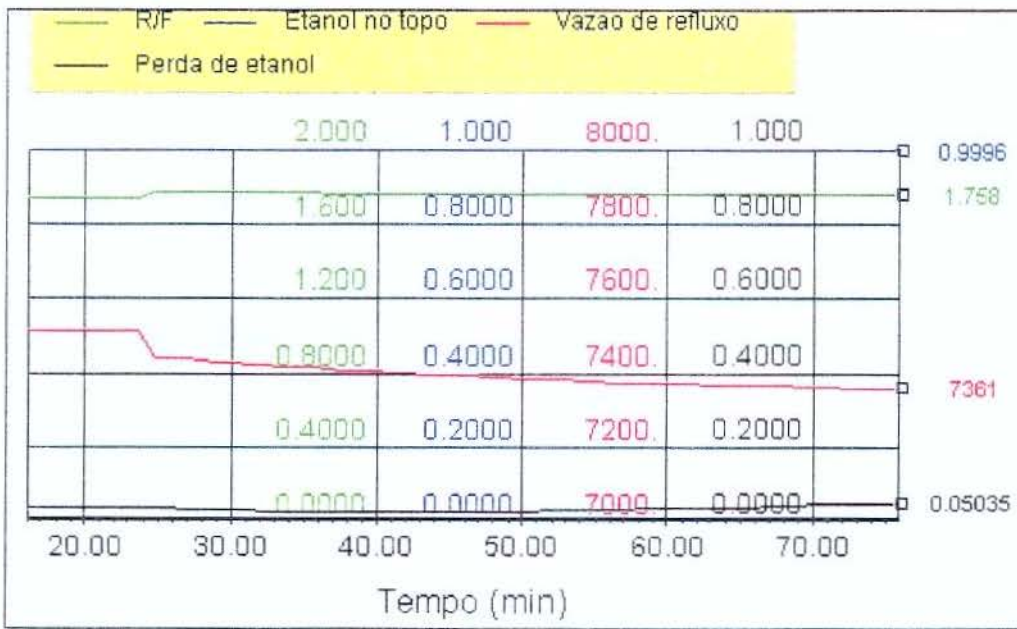 R/F Etanol no topo Vazao de refluxo
Perda de etanol
2.000 1.000 8000. 1.000
0.9996
1.758
1.600 0.8000 7800. 0.8000
1.200 0.6000 7600. 0.6000
0.8000 0.4000 7400. 0.4000
7361
0.4000 0.2000 7200. 0.2000
0.0000 0.0000 7000. 0.0000
0.05035
20.00 30.00 40.00 50.00 60.00 70.00
Tempo (min)